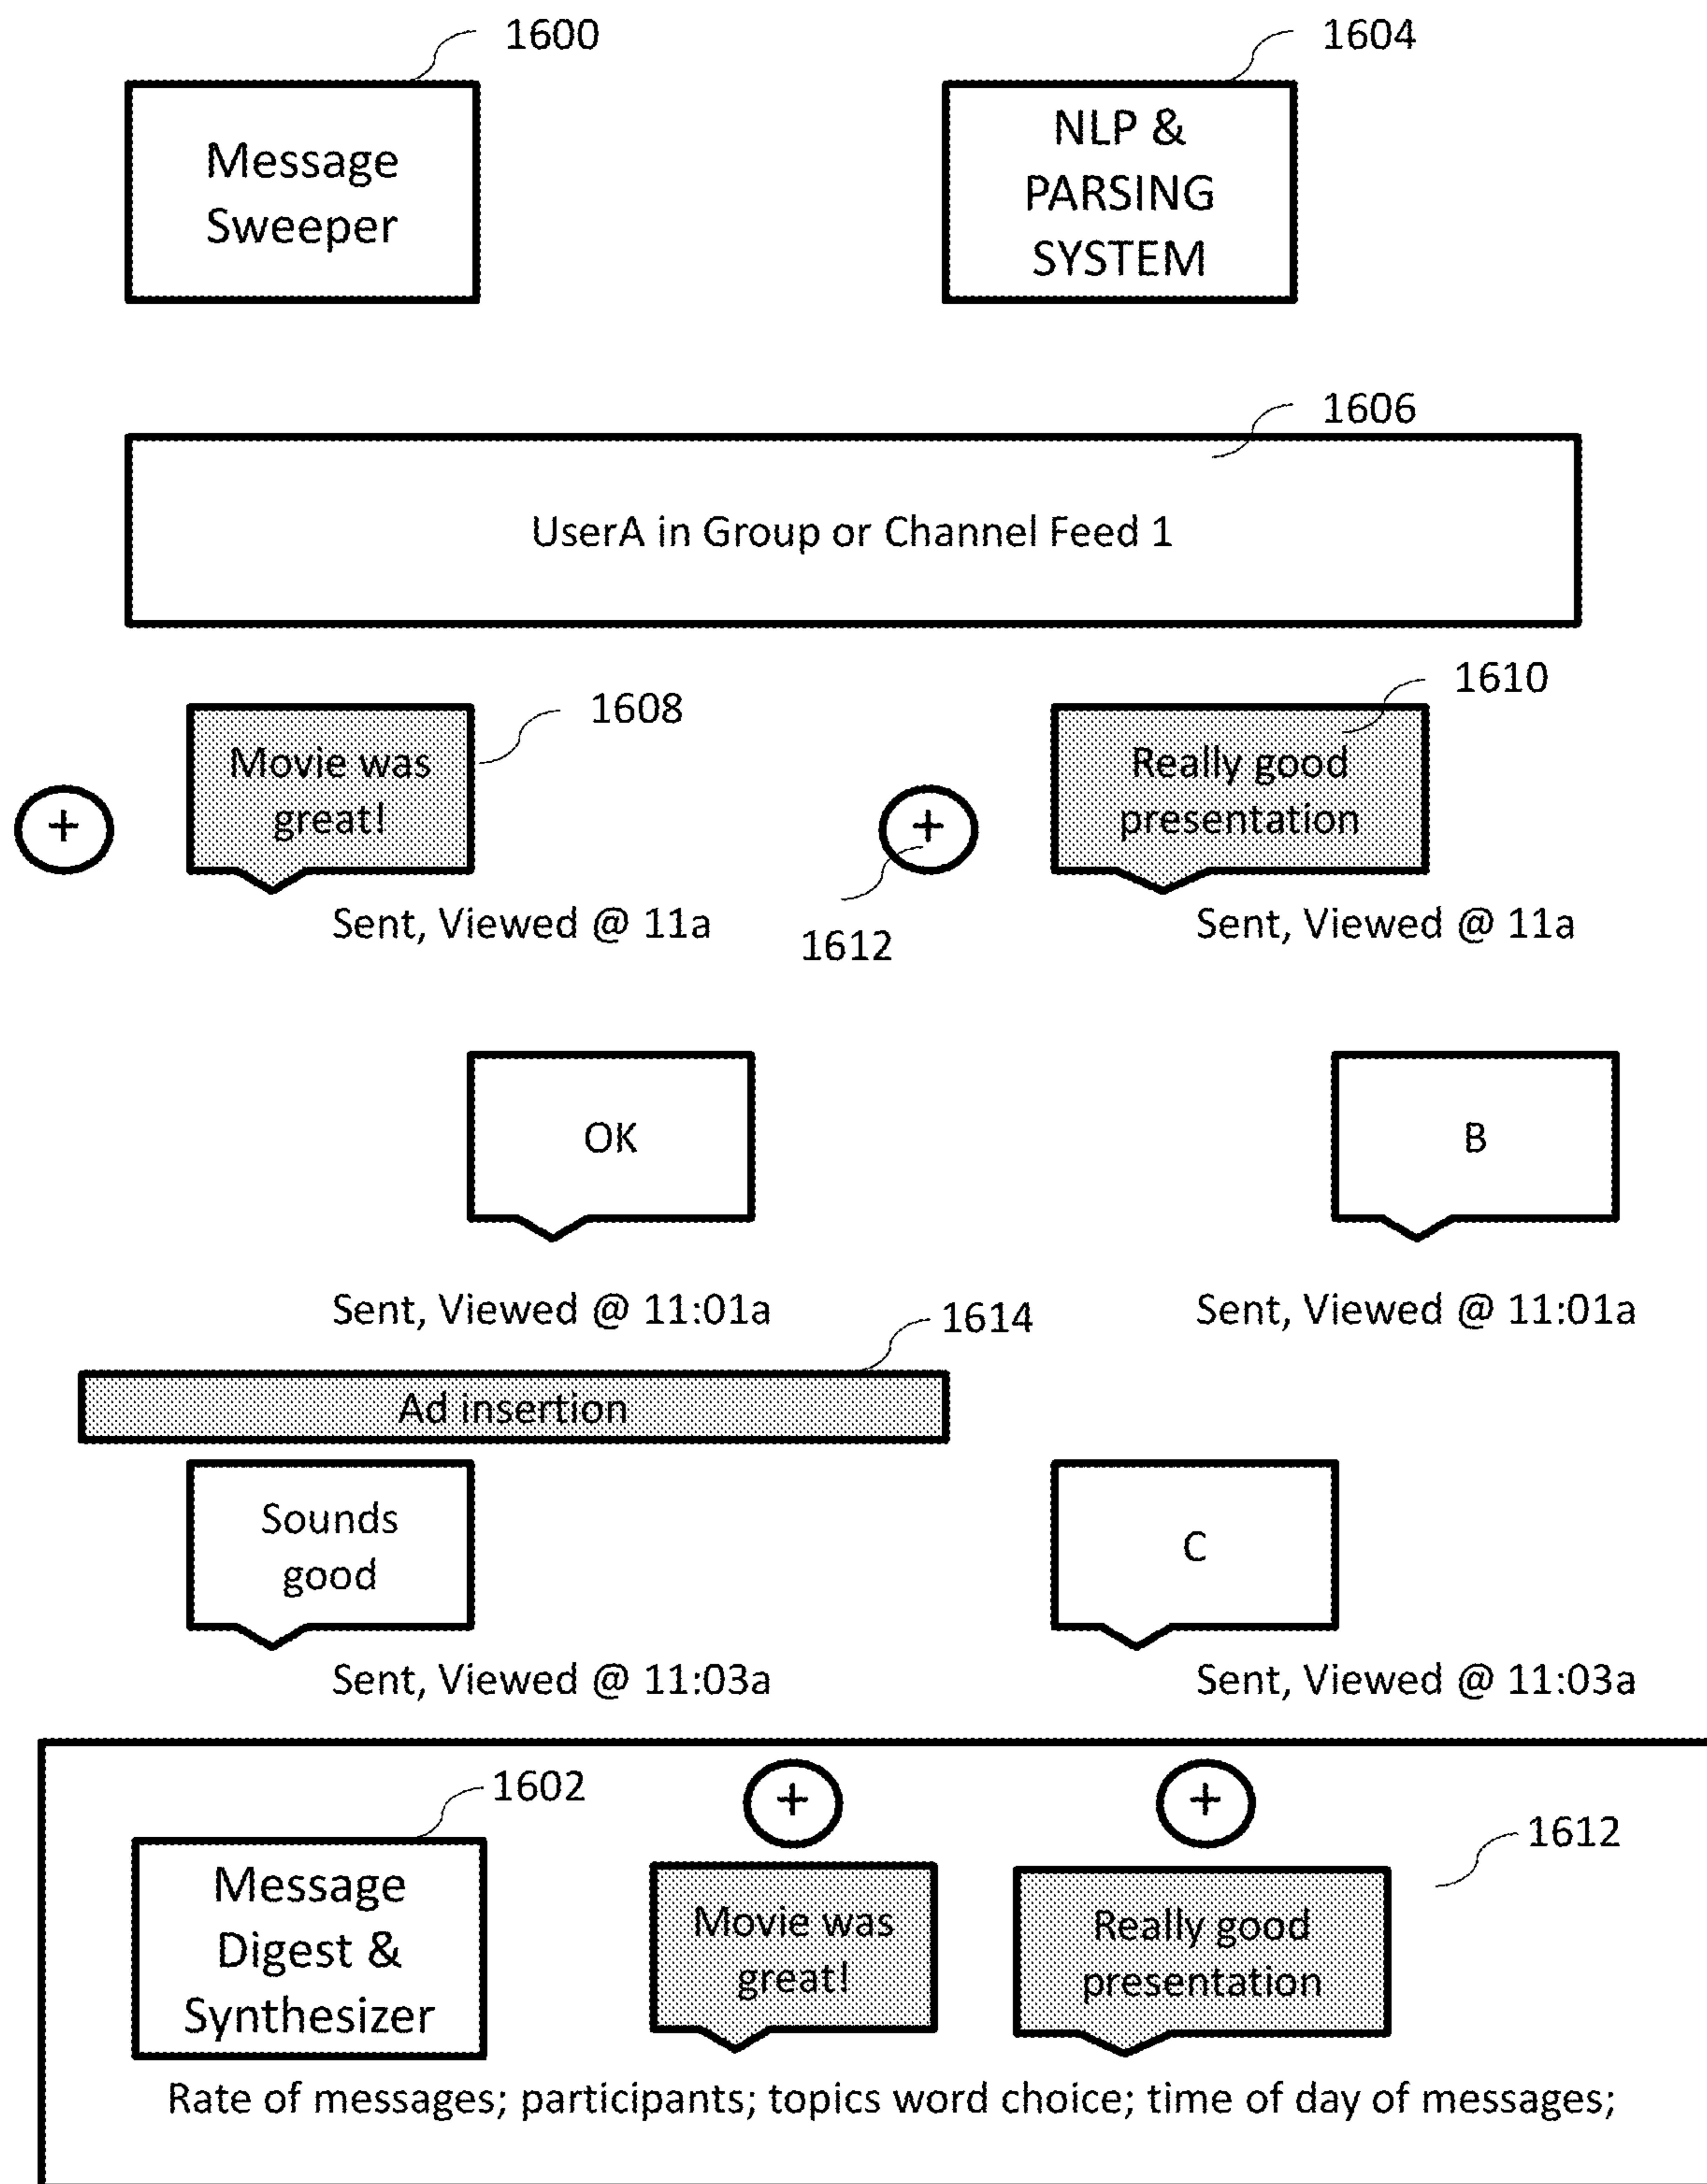 1600
1604
Message
Sweeper
NLP &
PARSING
SYSTEM
1606
UserA in Group or Channel Feed 1
1608
1610
+
Movie was
great!
+
Really good
presentation
Sent, Viewed @ 11a
1612
Sent, Viewed @ 11a
OK
B
Sent, Viewed @ 11:01a
Sent, Viewed @ 11:01a
1614
Ad insertion
Sounds
good
C
Sent, Viewed @ 11:03a
Sent, Viewed @ 11:03a
1602
+
+
1612
Message
Digest &
Synthesizer
Movie was
great!
Really good
presentation
Rate of messages; participants; topics word choice; time of day of messages;